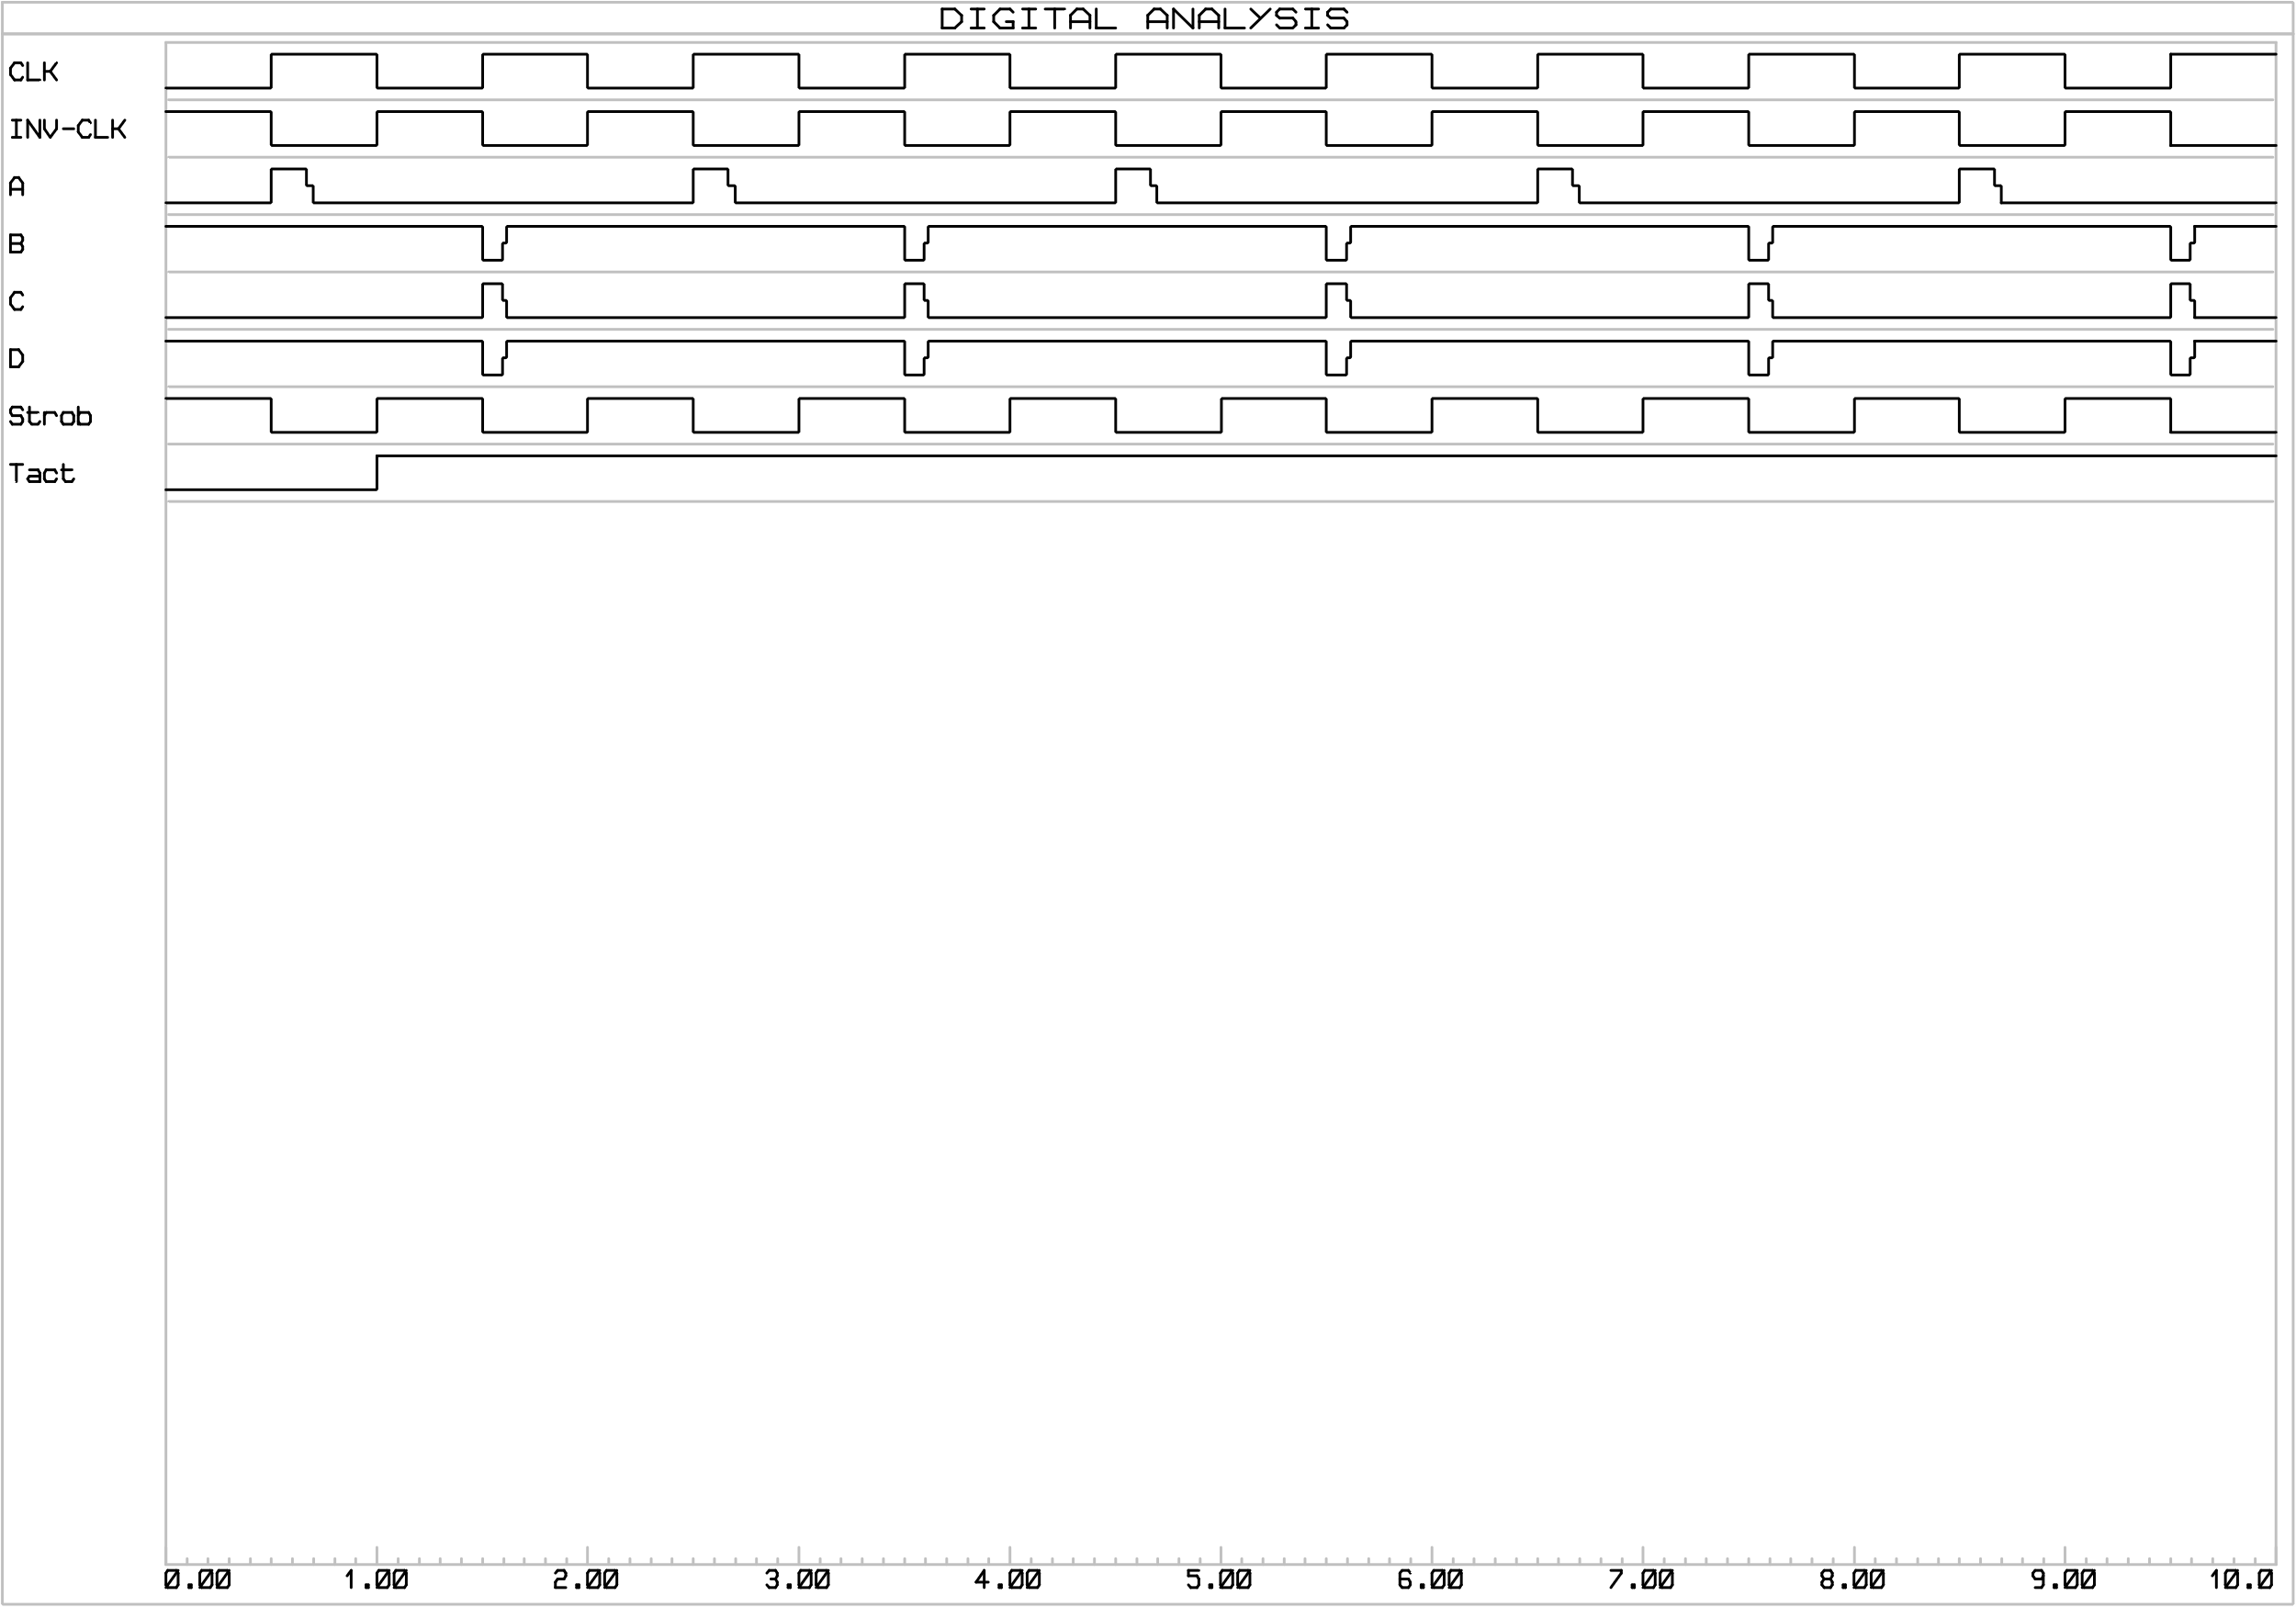 DIGITAL ANALYSIS
CLK
INV-CLK
A
B
C
D
Strob
Tact
0.00 1.00 2.00 3.00 4.00 5.00 6.00 7.00 8.00 9.00 10.0